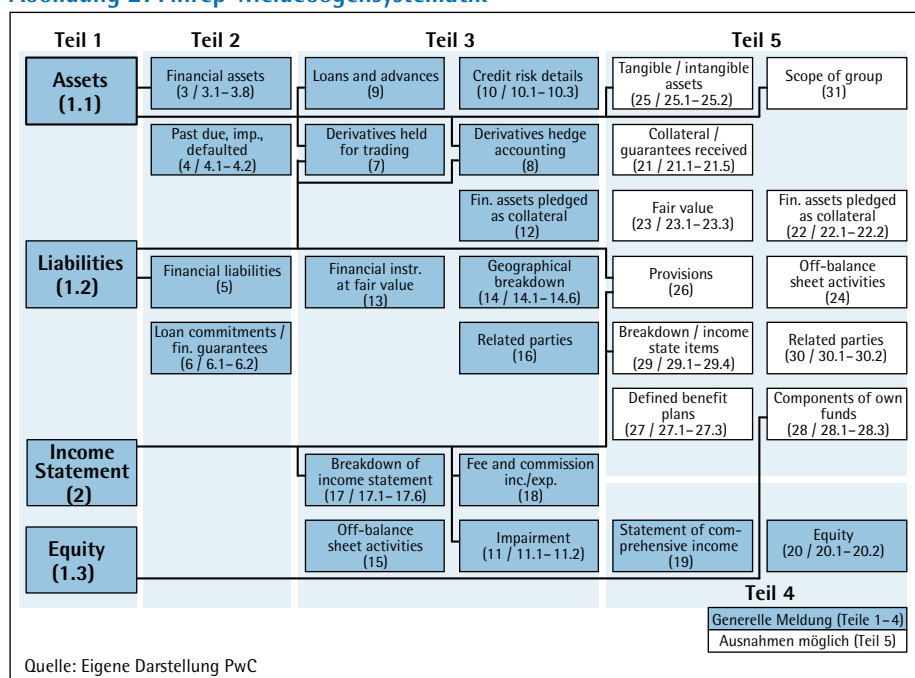 Teil 1
Teil 2
Teil 3
Teil 5
Assets
(1.1)
Financial assets
(3 / 3.1–3.8)
Loans and advances
(9)
Credit risk details
(10 / 10.1–10.3)
Tangible / intangible
assets
(25 / 25.1–25.2)
Scope of group
(31)
Past due, imp.,
defaulted
(4 / 4.1–4.2)
Derivatives held
for trading
(7)
Derivatives hedge
accounting
(8)
Collateral /
guarantees received
(21 / 21.1–21.5)
Fin. assets pledged
as collateral
(12)
Fair value
(23 / 23.1–23.3)
Fin. assets pledged
as collateral
(22 / 22.1–22.2)
Liabilities
(1.2)
Financial liabilities
(5)
Financial instr.
at fair value
(13)
Geographical
breakdown
(14 / 14.1–14.6)
Provisions
(26)
Off-balance
sheet activities
(24)
Loan commitments /
fin. guarantees
(6 / 6.1–6.2)
Related parties
(16)
Breakdown / income
state items
(29 / 29.1–29.4)
Related parties
(30 / 30.1–30.2)
Defined benefit
plans
(27 / 27.1–27.3)
Components of own
funds
(28 / 28.1–28.3)
Income
Statement
(2)
Breakdown of
income statement
(17 / 17.1–17.6)
Fee and commission
inc./exp.
(18)
Equity
(1.3)
Off-balance
sheet activities
(15)
Impairment
(11 / 11.1–11.2)
Statement of com-
prehensive income
(19)
Equity
(20 / 20.1–20.2)
Teil 4
Generelle Meldung (Teile 1–4)
Ausnahmen möglich (Teil 5)
Quelle: Eigene Darstellung PwC